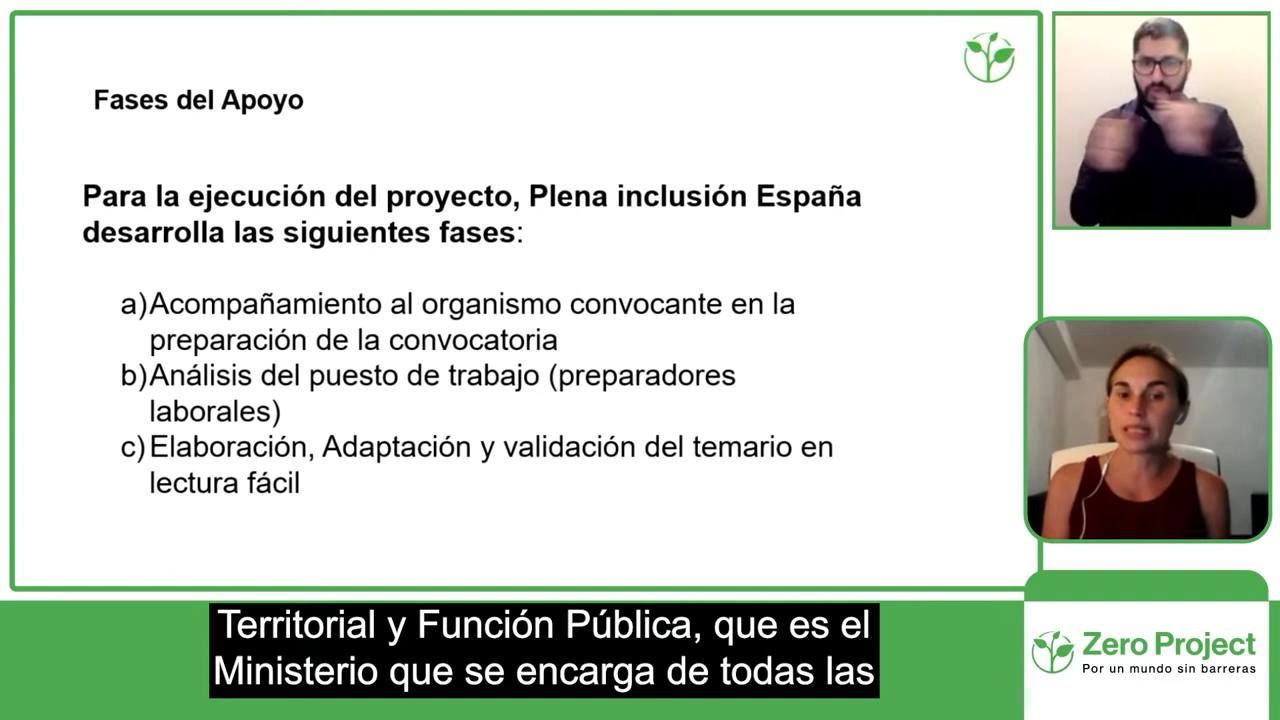 Fases del Apoyo
Para la ejecución del proyecto, Plena inclusión España
desarrolla las siguientes fases:
a)Acompañamiento al organismo convocante en la
preparación de la convocatoria
b)Análisis del puesto de trabajo (preparadores
laborales)
c)Elaboración, Adaptación y validación del temario en
lectura fácil
Territorial y Función Pública, que es el
Ministerio que se encarga de todas las
Zero Project
Por un mundo sin barreras